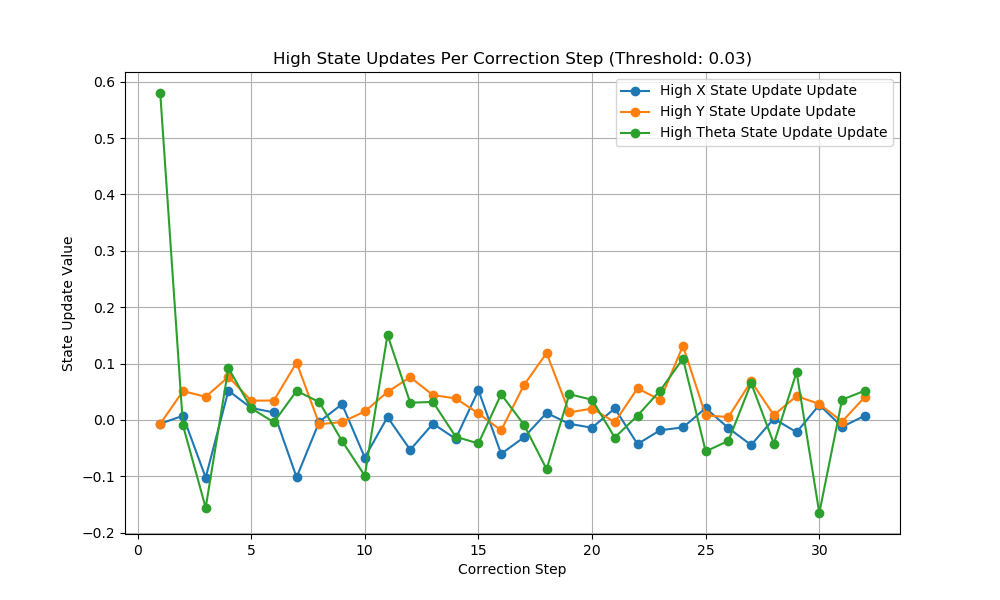 High State Updates Per Correction Step (Threshold: 0.03)
High X State Update Update
High Y State Update Update
High Theta State Update Update
State Update Value
0.6
0.5
0.4
0.3
0.2
0.1
0.0
−0.1
−0.2
0 5 10 15 20 25 30
Correction Step